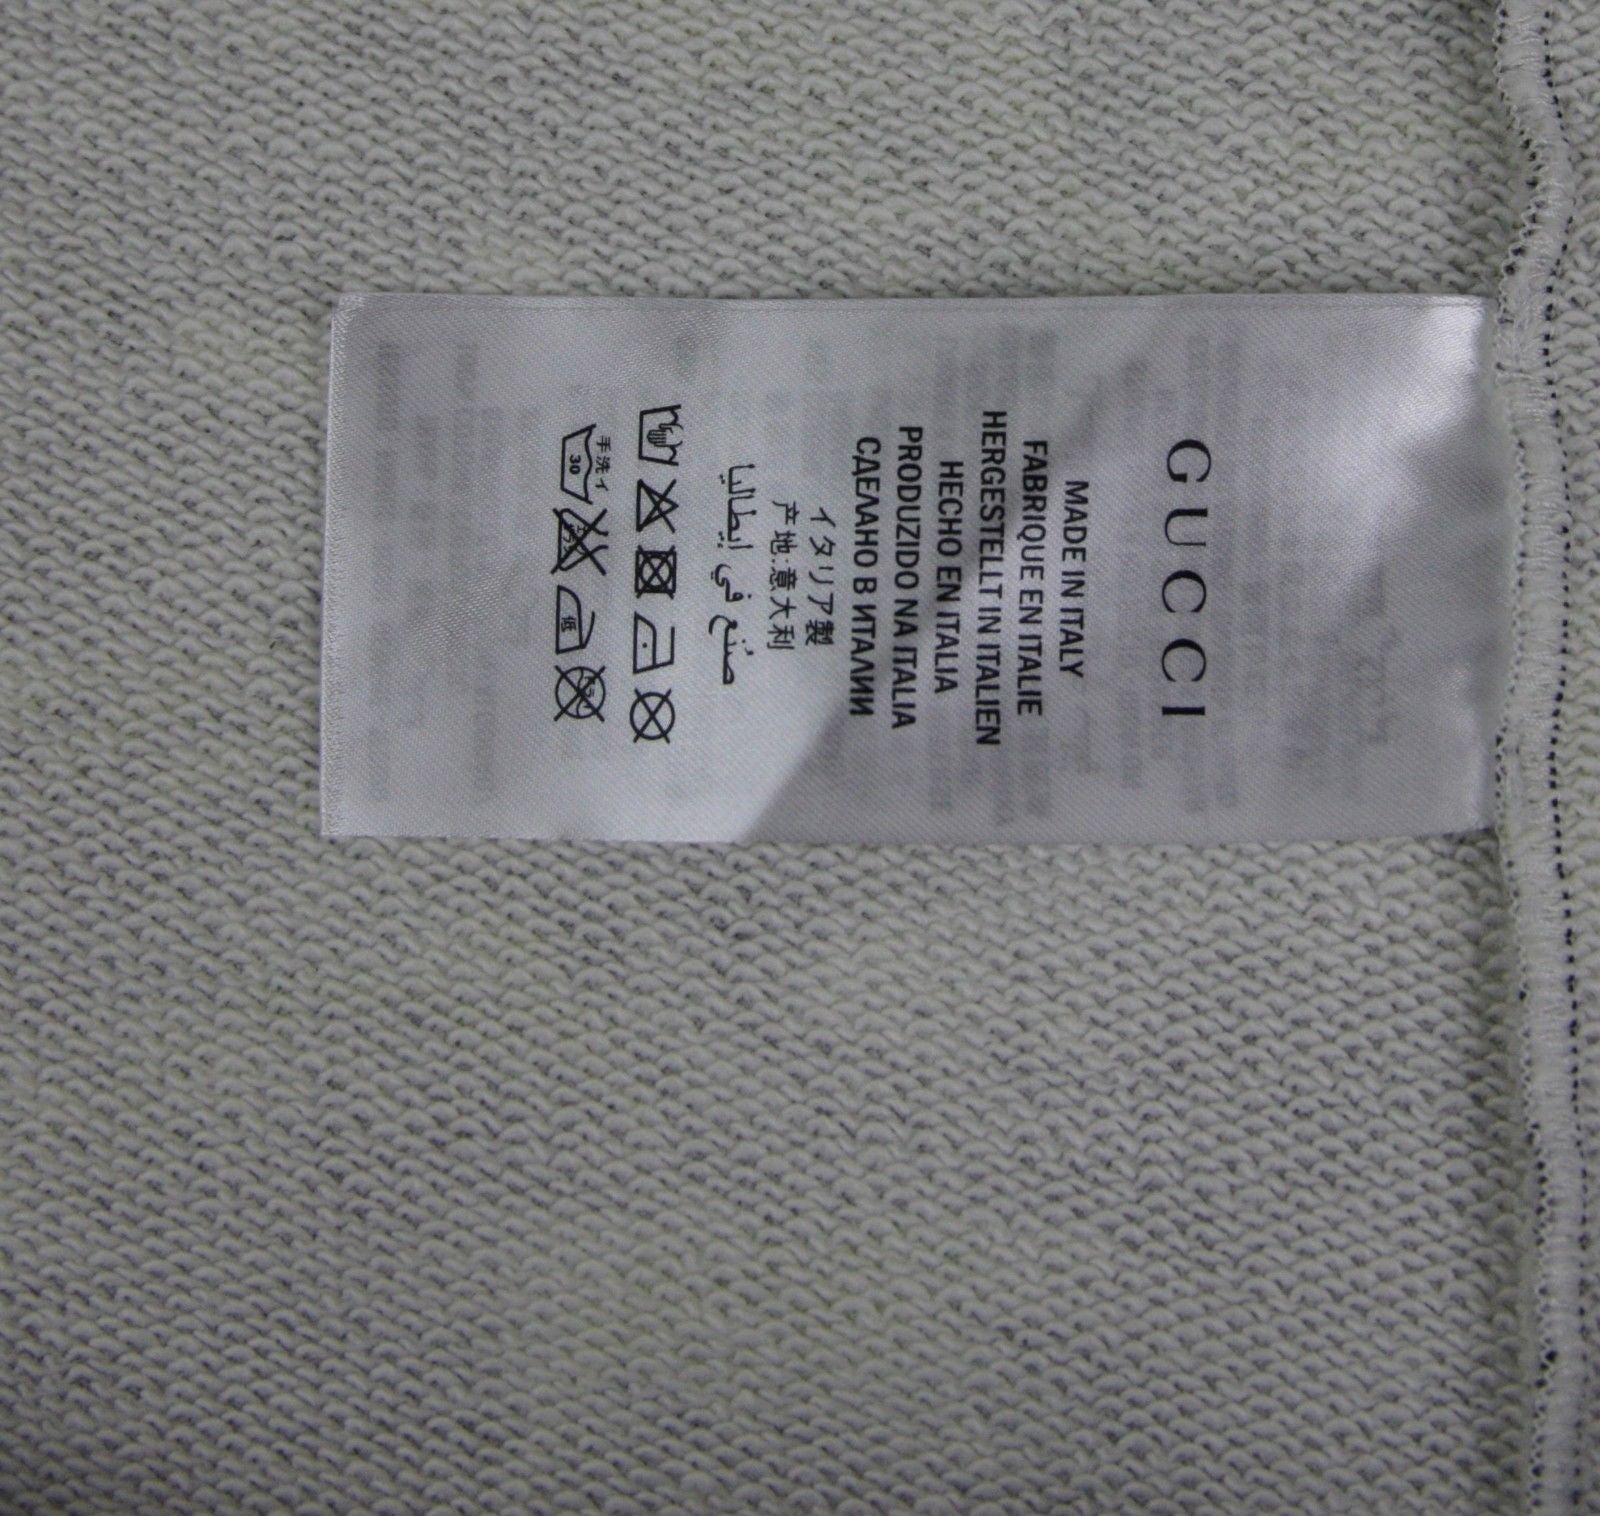 GUCCI
MADE IN ITALY
FABRIQUE EN ITALIE
HERGESTELLT IN ITALIEN
HECHO EN ITALIA
PRODUZIDO NA ITALIA
СДЕЛАНО В ИТАЛИИ
イタリア製
产地:意大利
صنع في إيطاليا
手洗イ
30
低